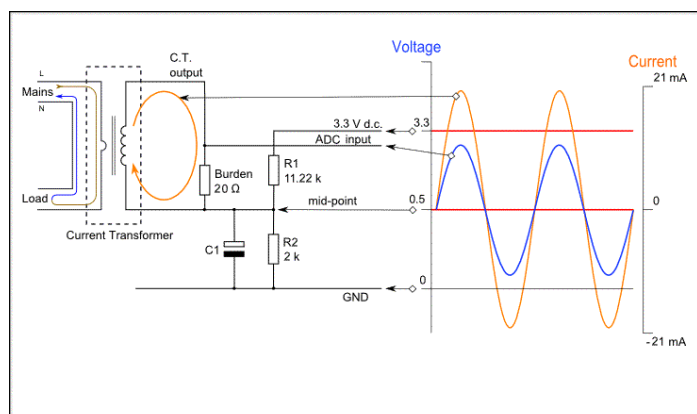 C.T.
output
Voltage
Current
L
Mains
N
Load
Current Transformer
Burden
20 Ω
R1
11.22 k
R2
2 k
C1
3.3 V d.c.
ADC input
mid-point
GND
3.3
0.5
0
21 mA
0
-21 mA